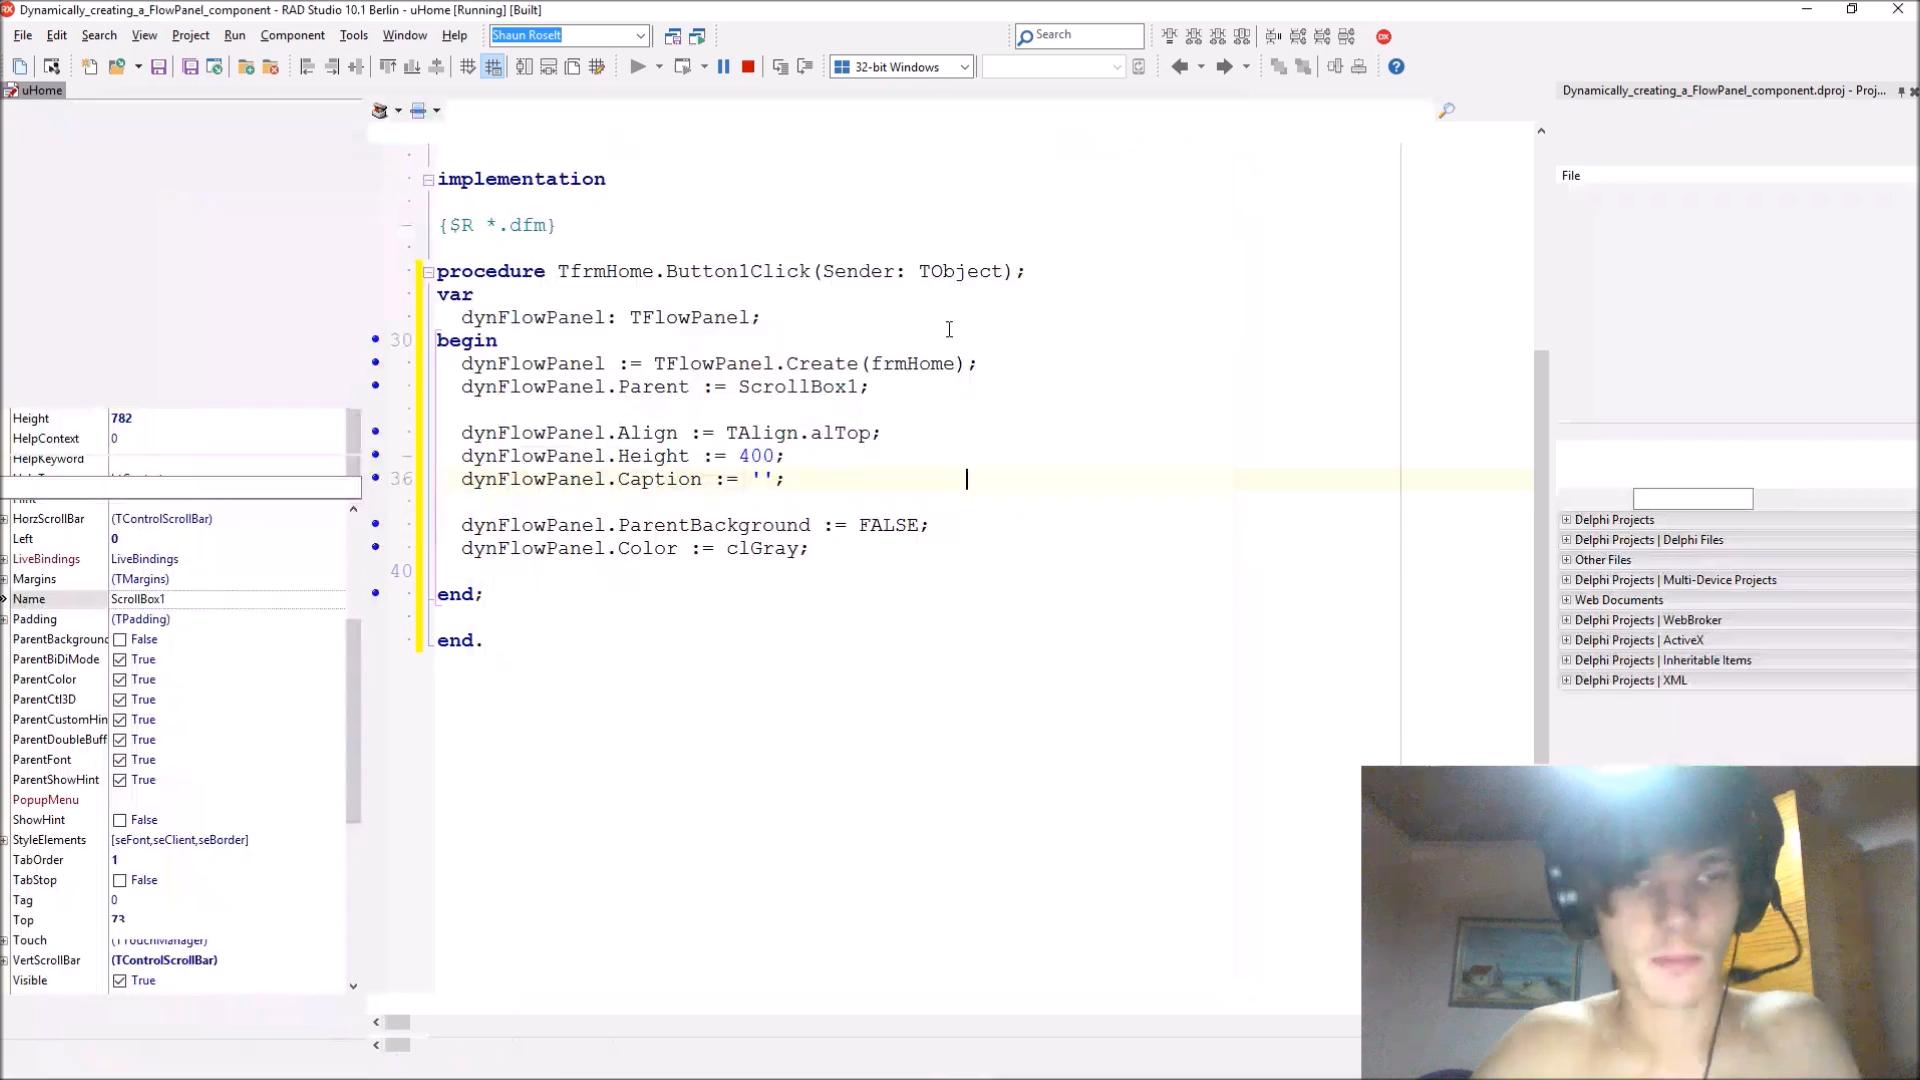 Dynamically_creating_a_FlowPanel_component - RAD Studio 10.1 Berlin - uHome [Running] [Built]
File Edit Search View Project Run Component Tools Window Help Shaun Roselt Search
32-bit Windows
uHome
Dynamically_creating_a_FlowPanel_component.dproj - Proj...
File
implementation
{$R *.dfm}
procedure TfrmHome.Button1Click(Sender: TObject);
var
dynFlowPanel: TFlowPanel;
30 begin
dynFlowPanel := TFlowPanel.Create(frmHome);
dynFlowPanel.Parent := ScrollBox1;
dynFlowPanel.Align := TAlign.alTop;
dynFlowPanel.Height := 400;
36 dynFlowPanel.Caption := '';
dynFlowPanel.ParentBackground := FALSE;
dynFlowPanel.Color := clGray;
40
end;
end.
Height 782
HelpContext 0
HelpKeyword
HorzScrollBar (TControlScrollBar)
Left 0
LiveBindings LiveBindings
Margins (TMargins)
Name ScrollBox1
Padding (TPadding)
ParentBackground False
ParentBiDiMode True
ParentColor True
ParentCtl3D True
ParentCustomHin True
ParentDoubleBuff True
ParentFont True
ParentShowHint True
PopupMenu
ShowHint False
StyleElements [seFont,seClient,seBorder]
TabOrder 1
TabStop False
Tag 0
Top 73
Touch (TTouchManager)
VertScrollBar (TControlScrollBar)
Visible True
Delphi Projects
Delphi Projects | Delphi Files
Other Files
Delphi Projects | Multi-Device Projects
Web Documents
Delphi Projects | WebBroker
Delphi Projects | ActiveX
Delphi Projects | Inheritable Items
Delphi Projects | XML